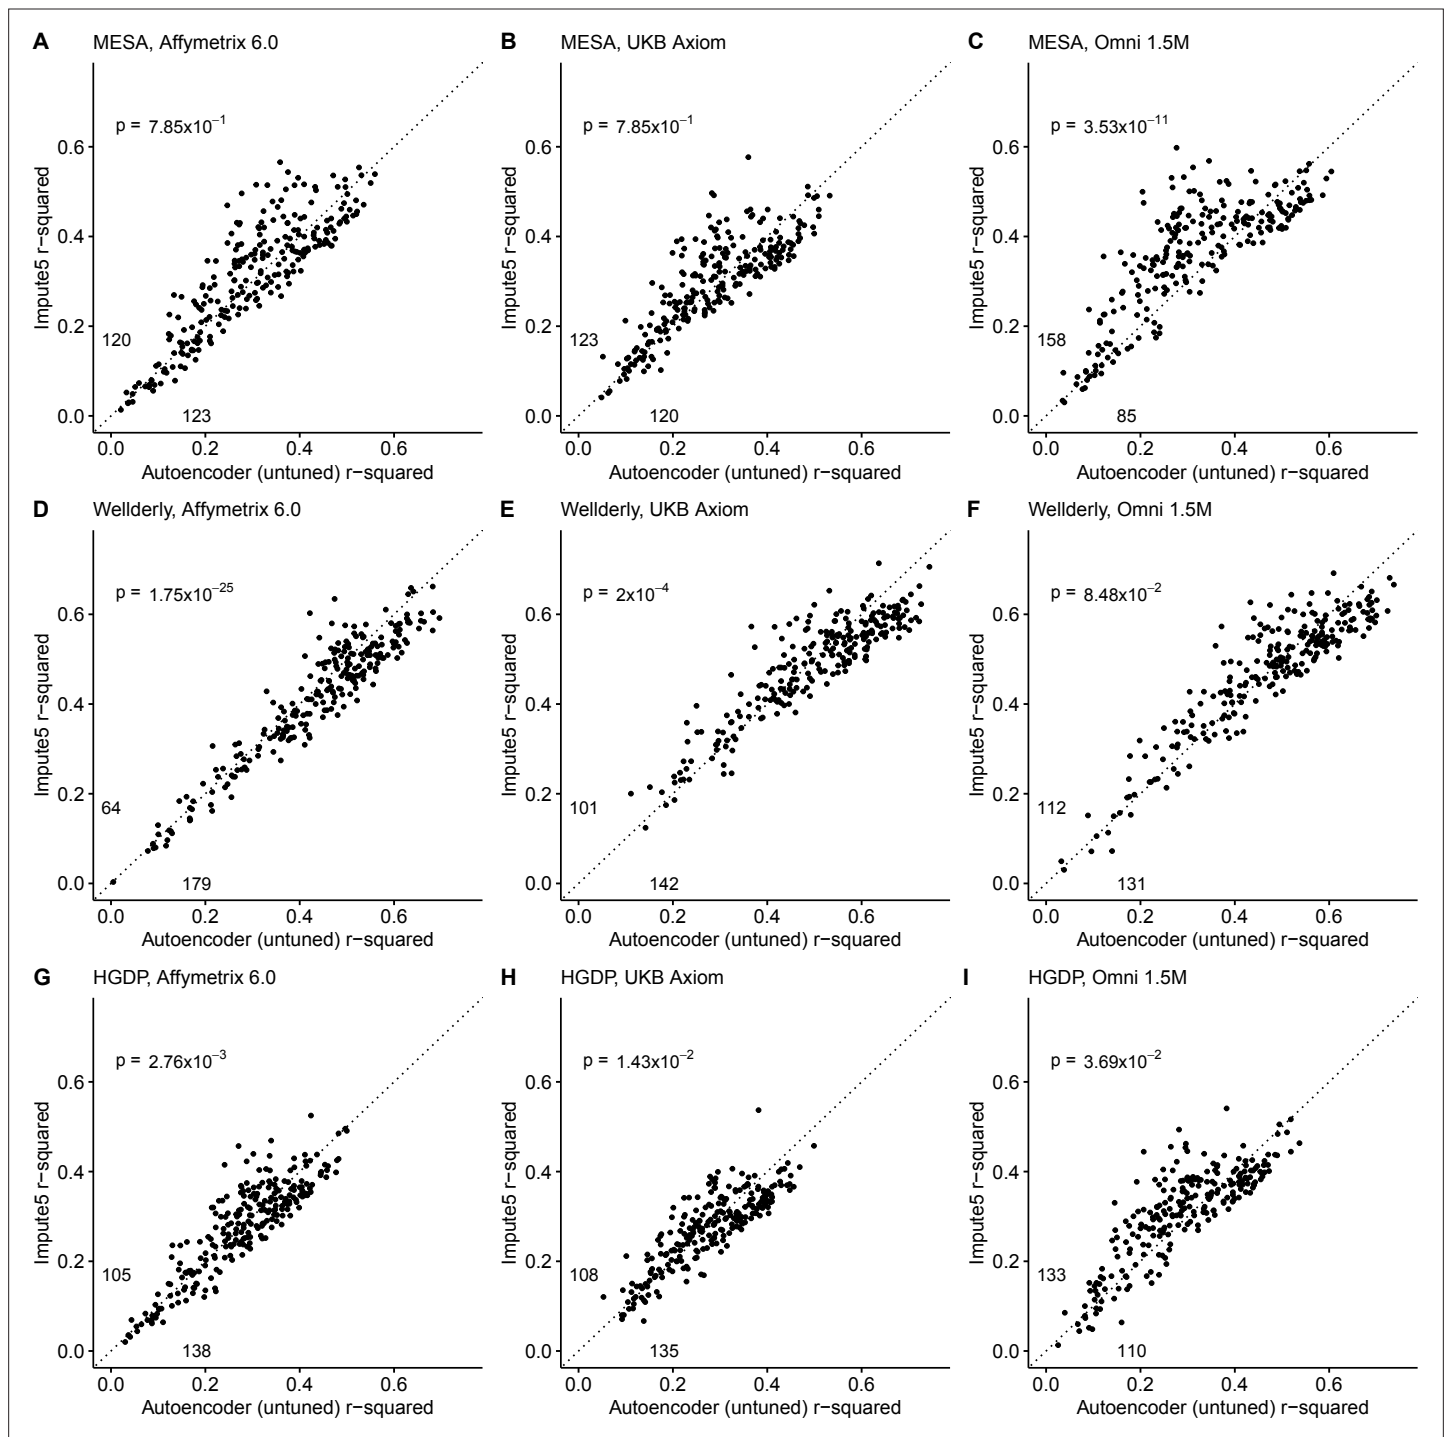 A MESA, Affymetrix 6.0
p = 7.85x10⁻¹
Impute5 r−squared
0.6
0.4
0.2
0.0
120
123
0.0 0.2 0.4 0.6
Autoencoder (untuned) r−squared
B MESA, UKB Axiom
p = 7.85x10⁻¹
Impute5 r−squared
0.6
0.4
0.2
0.0
123
120
0.0 0.2 0.4 0.6
Autoencoder (untuned) r−squared
C MESA, Omni 1.5M
p = 3.53x10⁻¹¹
Impute5 r−squared
0.6
0.4
0.2
0.0
158
85
0.0 0.2 0.4 0.6
Autoencoder (untuned) r−squared
D Wellderly, Affymetrix 6.0
p = 1.75x10⁻²⁵
Impute5 r−squared
0.6
0.4
0.2
0.0
64
179
0.0 0.2 0.4 0.6
Autoencoder (untuned) r−squared
E Wellderly, UKB Axiom
p = 2x10⁻⁴
Impute5 r−squared
0.6
0.4
0.2
0.0
101
142
0.0 0.2 0.4 0.6
Autoencoder (untuned) r−squared
F Wellderly, Omni 1.5M
p = 8.48x10⁻²
Impute5 r−squared
0.6
0.4
0.2
0.0
112
131
0.0 0.2 0.4 0.6
Autoencoder (untuned) r−squared
G HGDP, Affymetrix 6.0
p = 2.76x10⁻³
Impute5 r−squared
0.6
0.4
0.2
0.0
105
138
0.0 0.2 0.4 0.6
Autoencoder (untuned) r−squared
H HGDP, UKB Axiom
p = 1.43x10⁻²
Impute5 r−squared
0.6
0.4
0.2
0.0
108
135
0.0 0.2 0.4 0.6
Autoencoder (untuned) r−squared
I HGDP, Omni 1.5M
p = 3.69x10⁻²
Impute5 r−squared
0.6
0.4
0.2
0.0
133
110
0.0 0.2 0.4 0.6
Autoencoder (untuned) r−squared